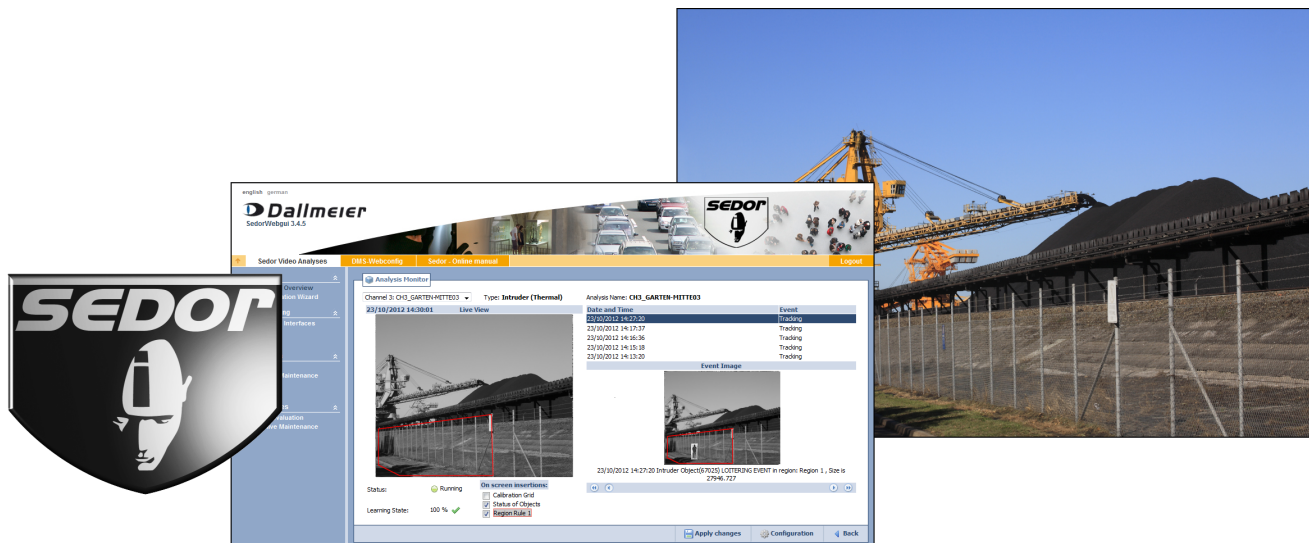 english german
Dallmeier
SedorWebgui 3.4.5
SEDOR
Sedor Video Analyses DMS-Webconfig Sedor - Online manual Logout
SEDOR
Overview
Wizard
Interfaces
Maintenance
Maintenance
Analysis Monitor
Channel 3: CH3_GARTEN-MITTE03 Type: Intruder (Thermal) Analysis Name: CH3_GARTEN-MITTE03
23/10/2012 14:30:01 Live View
Date and Time Event
23/10/2012 14:27:20 Tracking
23/10/2012 14:17:37 Tracking
23/10/2012 14:16:36 Tracking
23/10/2012 14:15:18 Tracking
23/10/2012 14:13:20 Tracking
Event Image
23/10/2012 14:27:20 Intruder Object(67025) LOITERING EVENT in region: Region 1 , Size is
27946.727
Status: Running
Learning State: 100 %
On screen insertions:
Calibration Grid
Status of Objects
Region Rule 1
Apply changes Configuration Back